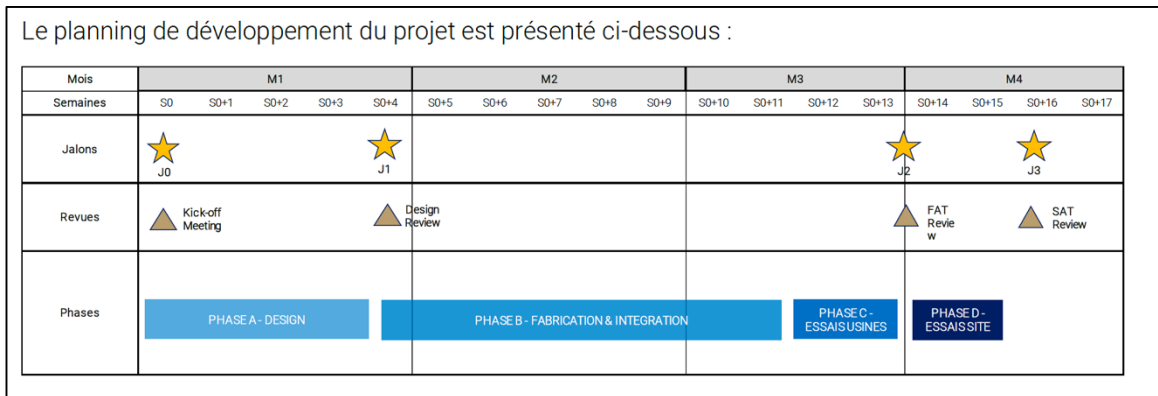 Le planning de développement du projet est présenté ci-dessous :
Mois M1 M2 M3 M4
Semaines S0 S0+1 S0+2 S0+3 S0+4 S0+5 S0+6 S0+7 S0+8 S0+9 S0+10 S0+11 S0+12 S0+13 S0+14 S0+15 S0+16 S0+17
Jalons
J0 J1 J2 J3
Revues
Kick-off
Meeting
Design
Review
FAT
Revie
w
SAT
Review
Phases
PHASE A - DESIGN
PHASE B - FABRICATION & INTEGRATION
PHASE C -
ESSAIS USINES
PHASE D -
ESSAIS SITE